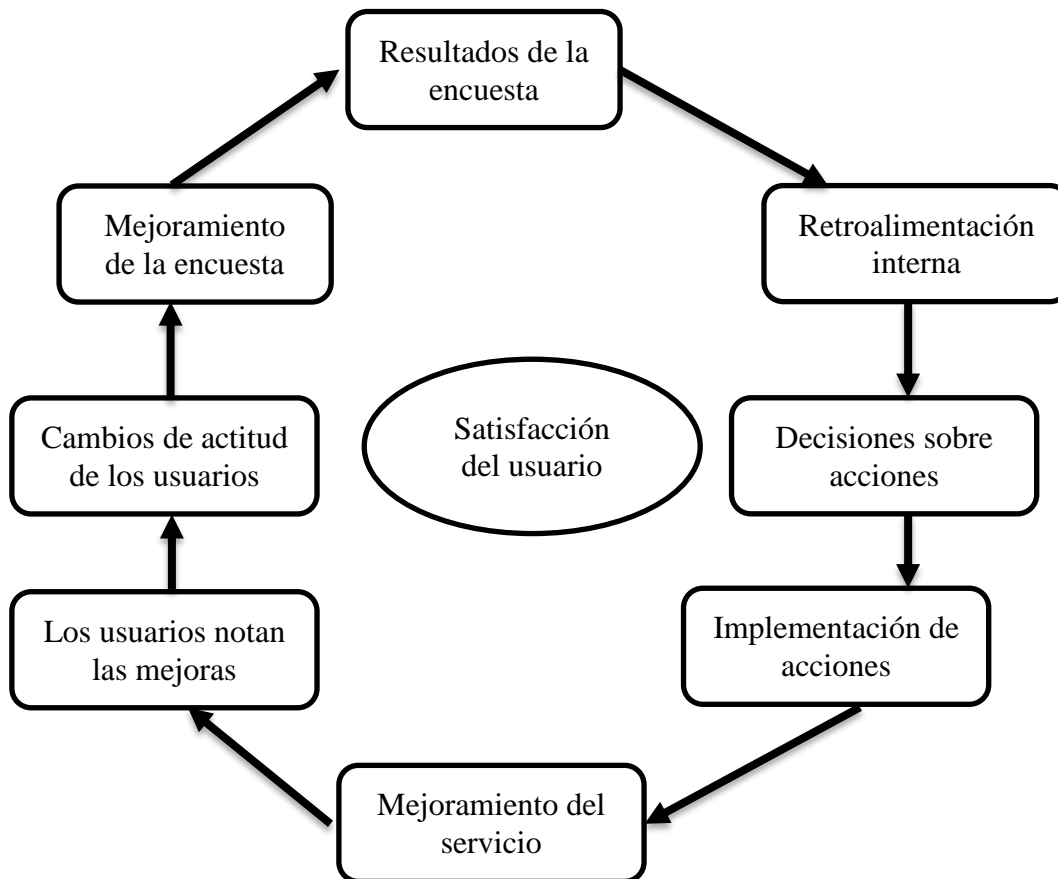 Resultados de la
encuesta
Retroalimentación
interna
Decisiones sobre
acciones
Implementación de
acciones
Mejoramiento del
servicio
Los usuarios notan
las mejoras
Cambios de actitud
de los usuarios
Mejoramiento
de la encuesta
Satisfacción
del usuario